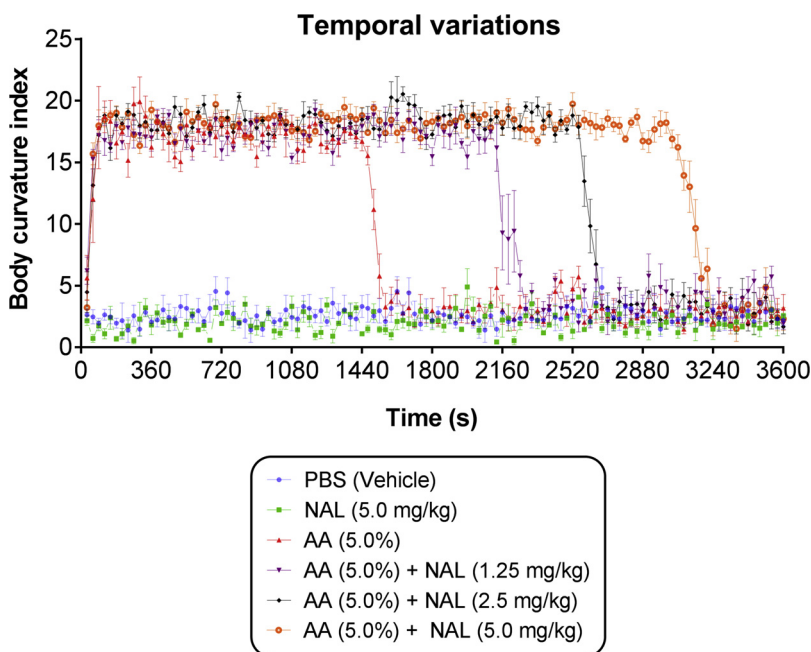 Temporal variations
25
20
15
10
5
0
Body curvature index
0 360 720 1080 1440 1800 2160 2520 2880 3240 3600
Time (s)
PBS (Vehicle)
NAL (5.0 mg/kg)
AA (5.0%)
AA (5.0%) + NAL (1.25 mg/kg)
AA (5.0%) + NAL (2.5 mg/kg)
AA (5.0%) + NAL (5.0 mg/kg)